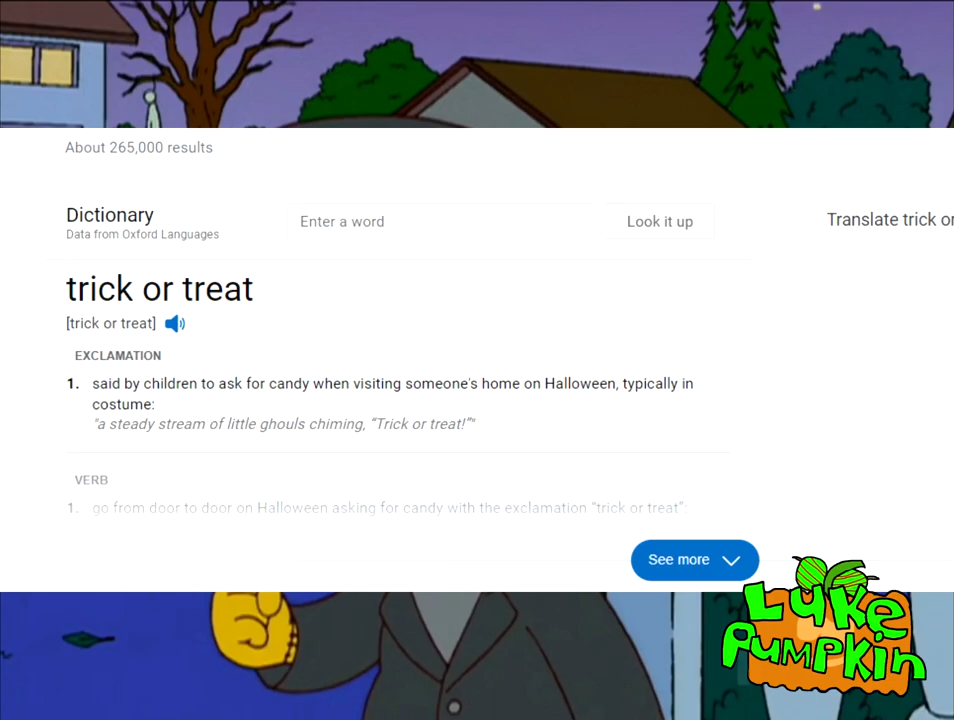 About 265,000 results
Dictionary
Data from Oxford Languages
Enter a word
Look it up
Translate trick or
trick or treat
[trick or treat]
EXCLAMATION
1. said by children to ask for candy when visiting someone's home on Halloween, typically in
costume:
"a steady stream of little ghouls chiming, “Trick or treat!”"
VERB
1. go from door to door on Halloween asking for candy with the exclamation “trick or treat”:
See more
Luke
PumPkin